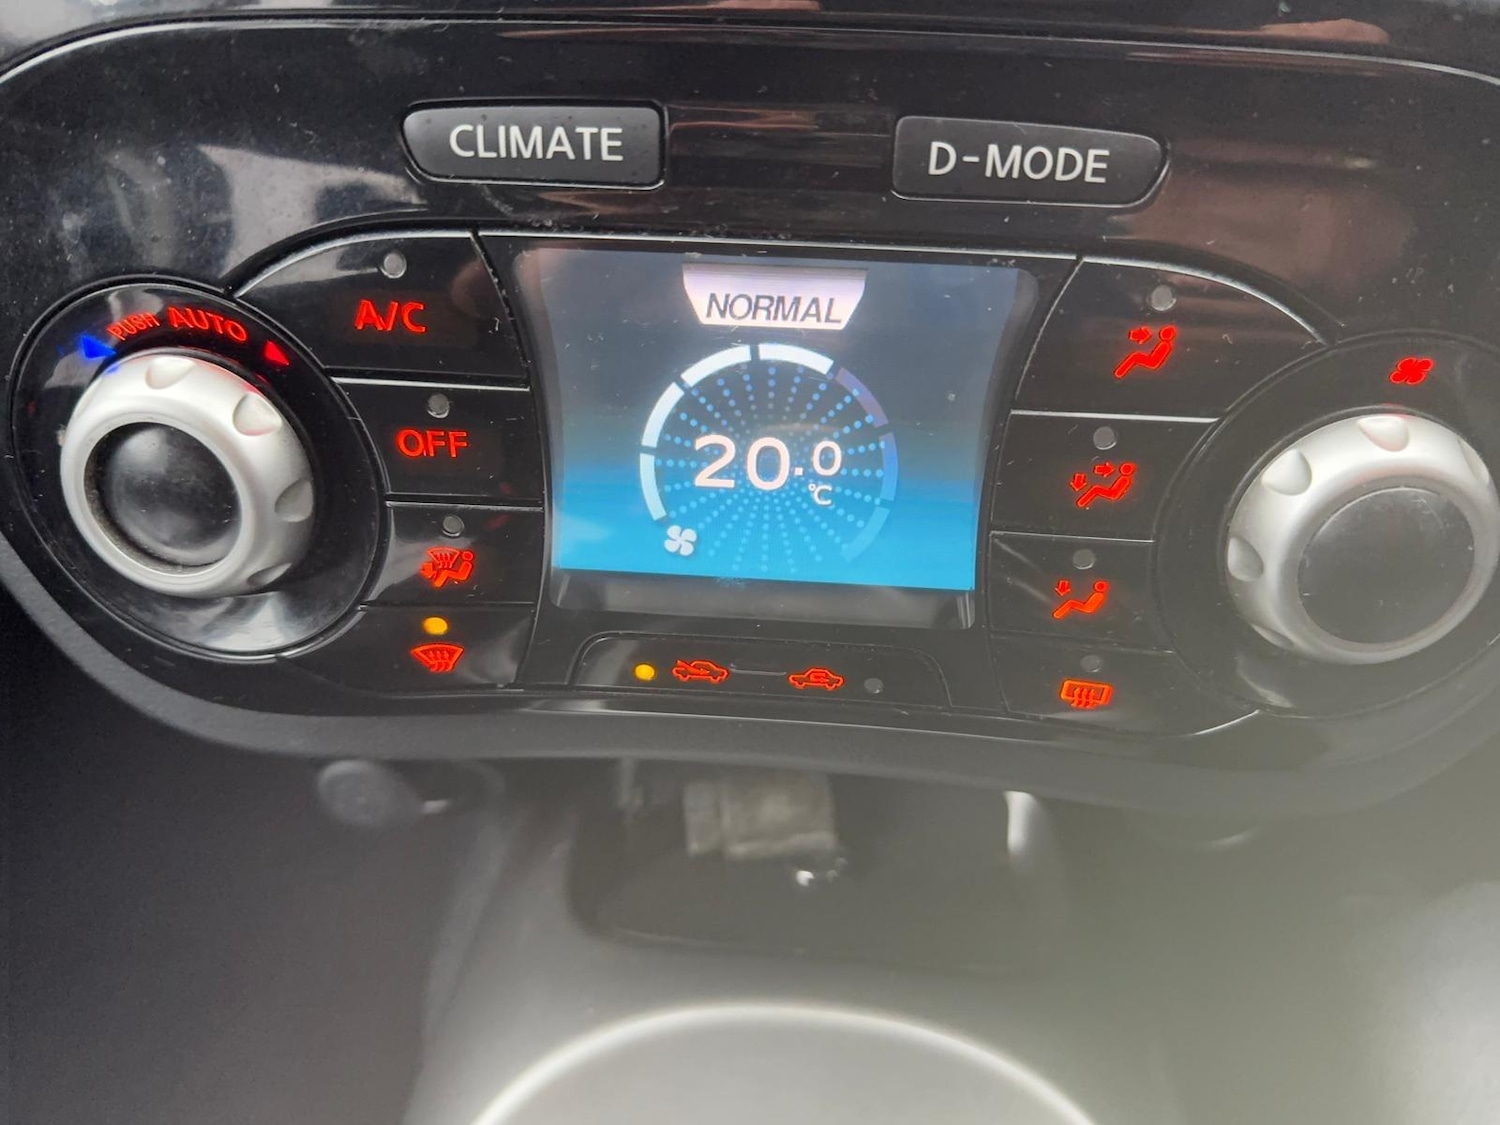 CLIMATE
D-MODE
PUSH AUTO
A/C
NORMAL
OFF
20.0
°C